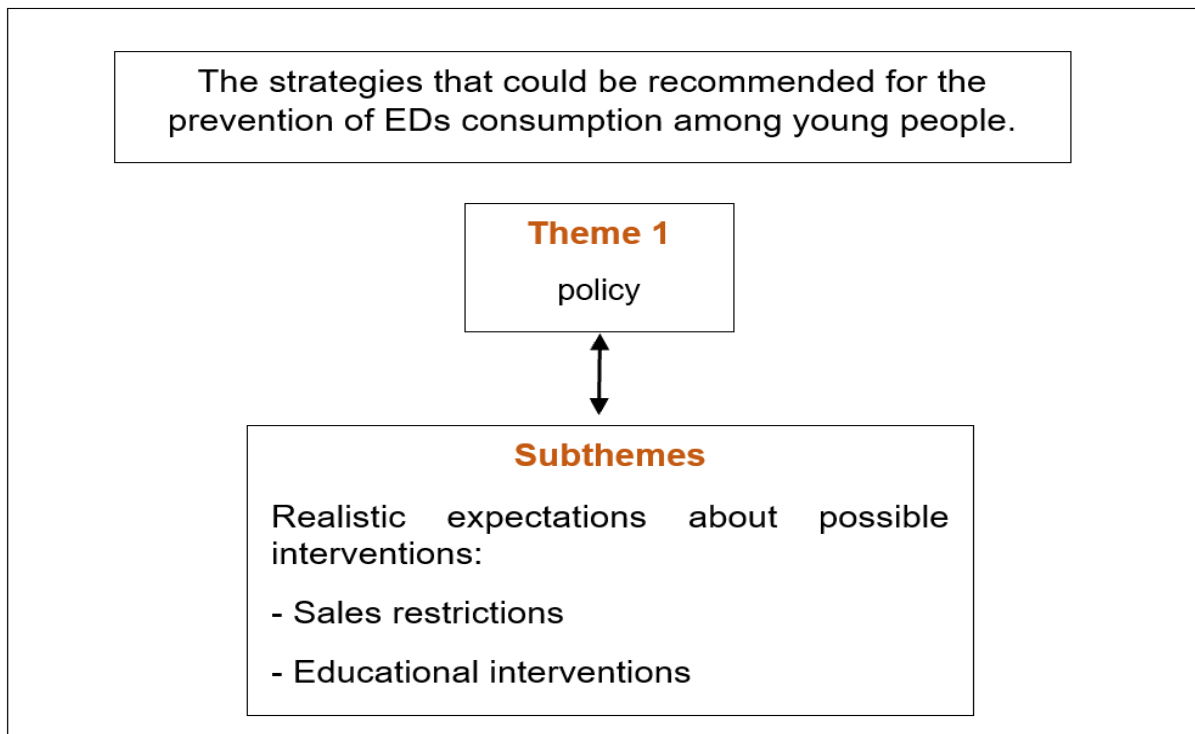 The strategies that could be recommended for the
prevention of EDs consumption among young people.
Theme 1
policy
Subthemes
Realistic expectations about possible
interventions:
- Sales restrictions
- Educational interventions